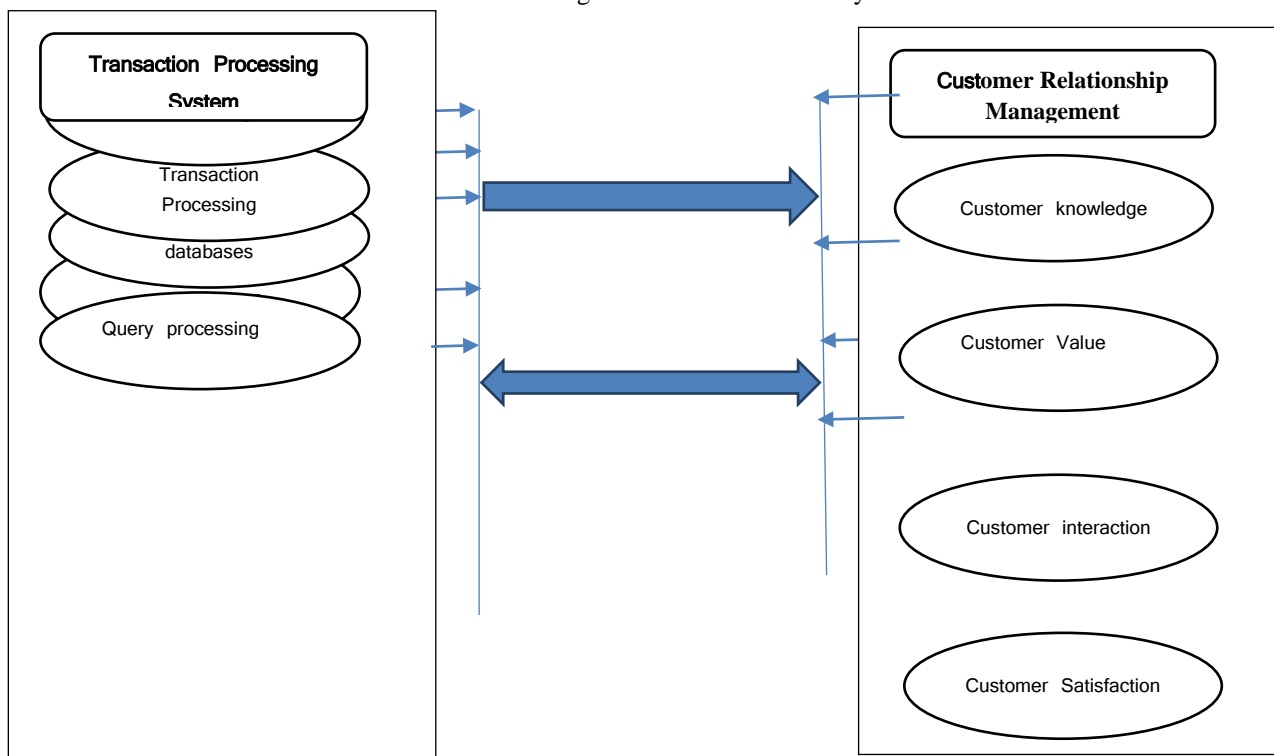 Transaction Processing
System
Transaction
Processing
databases
Query processing
Customer Relationship
Management
Customer knowledge
Customer Value
Customer interaction
Customer Satisfaction